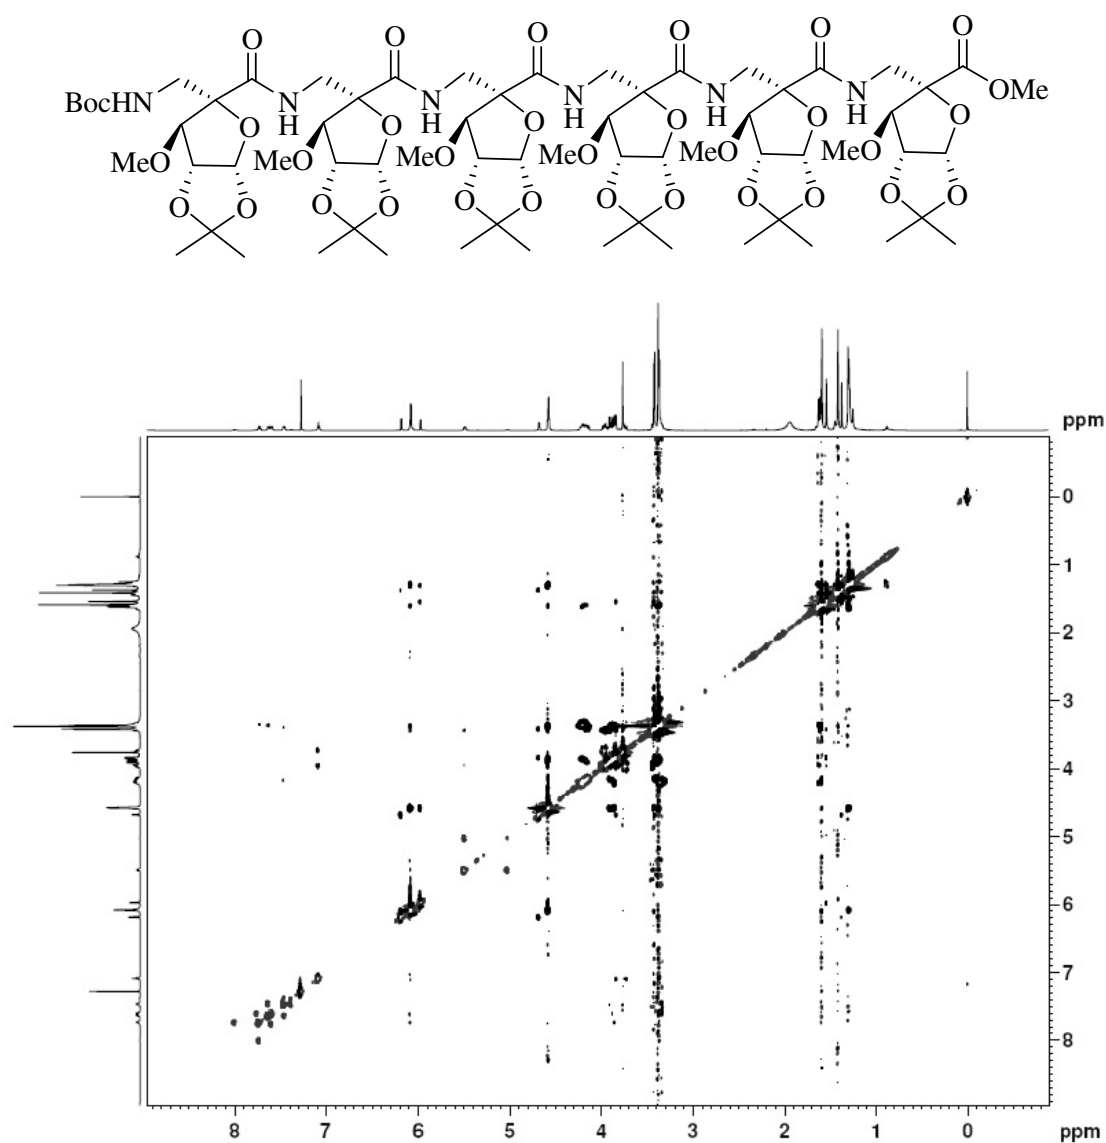 O O O O O O
BocHN N H N H N H N H N H OMe
O O O O O O
MeO MeO MeO MeO MeO MeO
O O O O O O O O O O O O
ppm
0
1
2
3
4
5
6
7
8
8 7 6 5 4 3 2 1 0 ppm